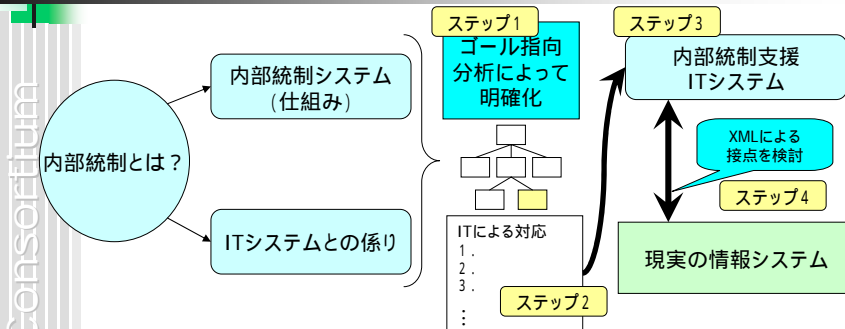 Consortium
内部統制とは？
内部統制システム
(仕組み)
ITシステムとの係り
ステップ1
ゴール指向
分析によって
明確化
ITによる対応
1.
2.
3.
⋮
ステップ2
ステップ3
内部統制支援
ITシステム
XMLによる
接点を検討
ステップ4
現実の情報システム